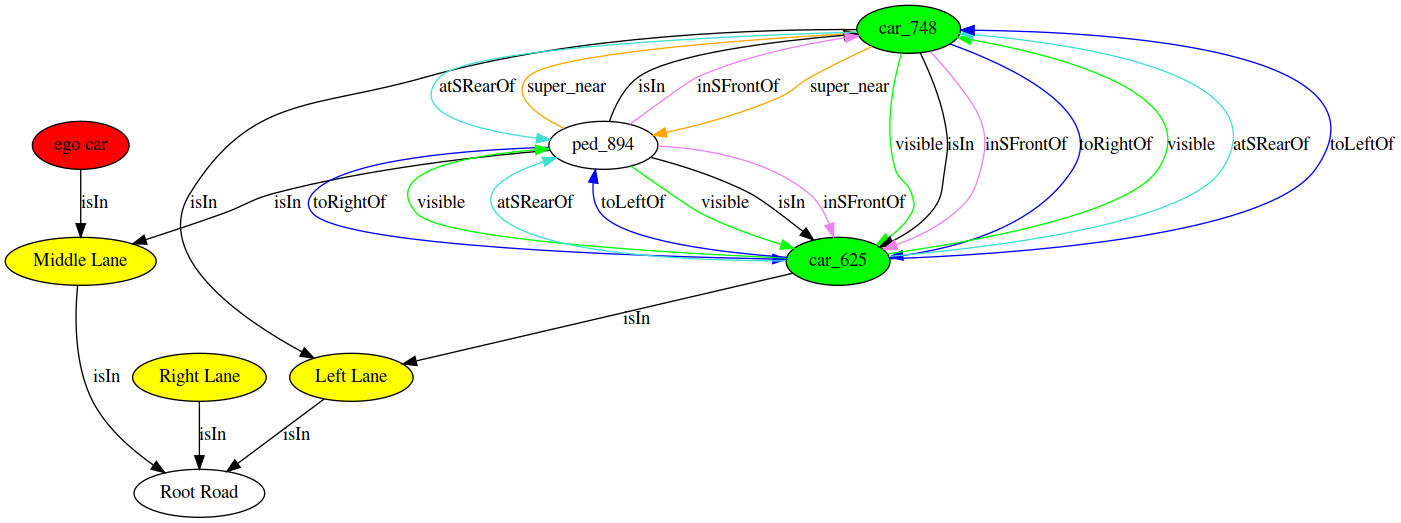 car_748
atSRearOf
super_near
isIn
inSFrontOf
super_near
ego car
ped_894
visible
isIn
inSFrontOf
toRightOf
visible
atSRearOf
toLeftOf
isIn
isIn
isIn
toRightOf
visible
atSRearOf
toLeftOf
visible
isIn
inSFrontOf
Middle Lane
car_625
isIn
isIn
Right Lane
Left Lane
isIn
isIn
Root Road